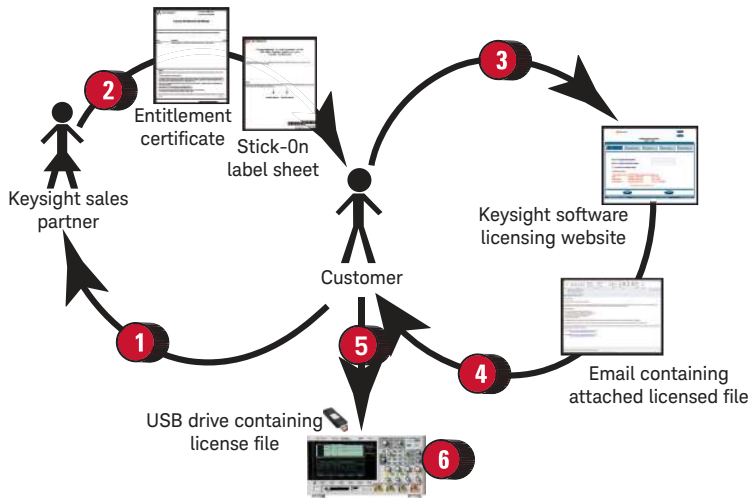 2
Entitlement
certificate
Stick-On
label sheet
3
Keysight sales
partner
Keysight software
licensing website
Customer
1
5
4
Email containing
attached licensed file
USB drive containing
license file
6